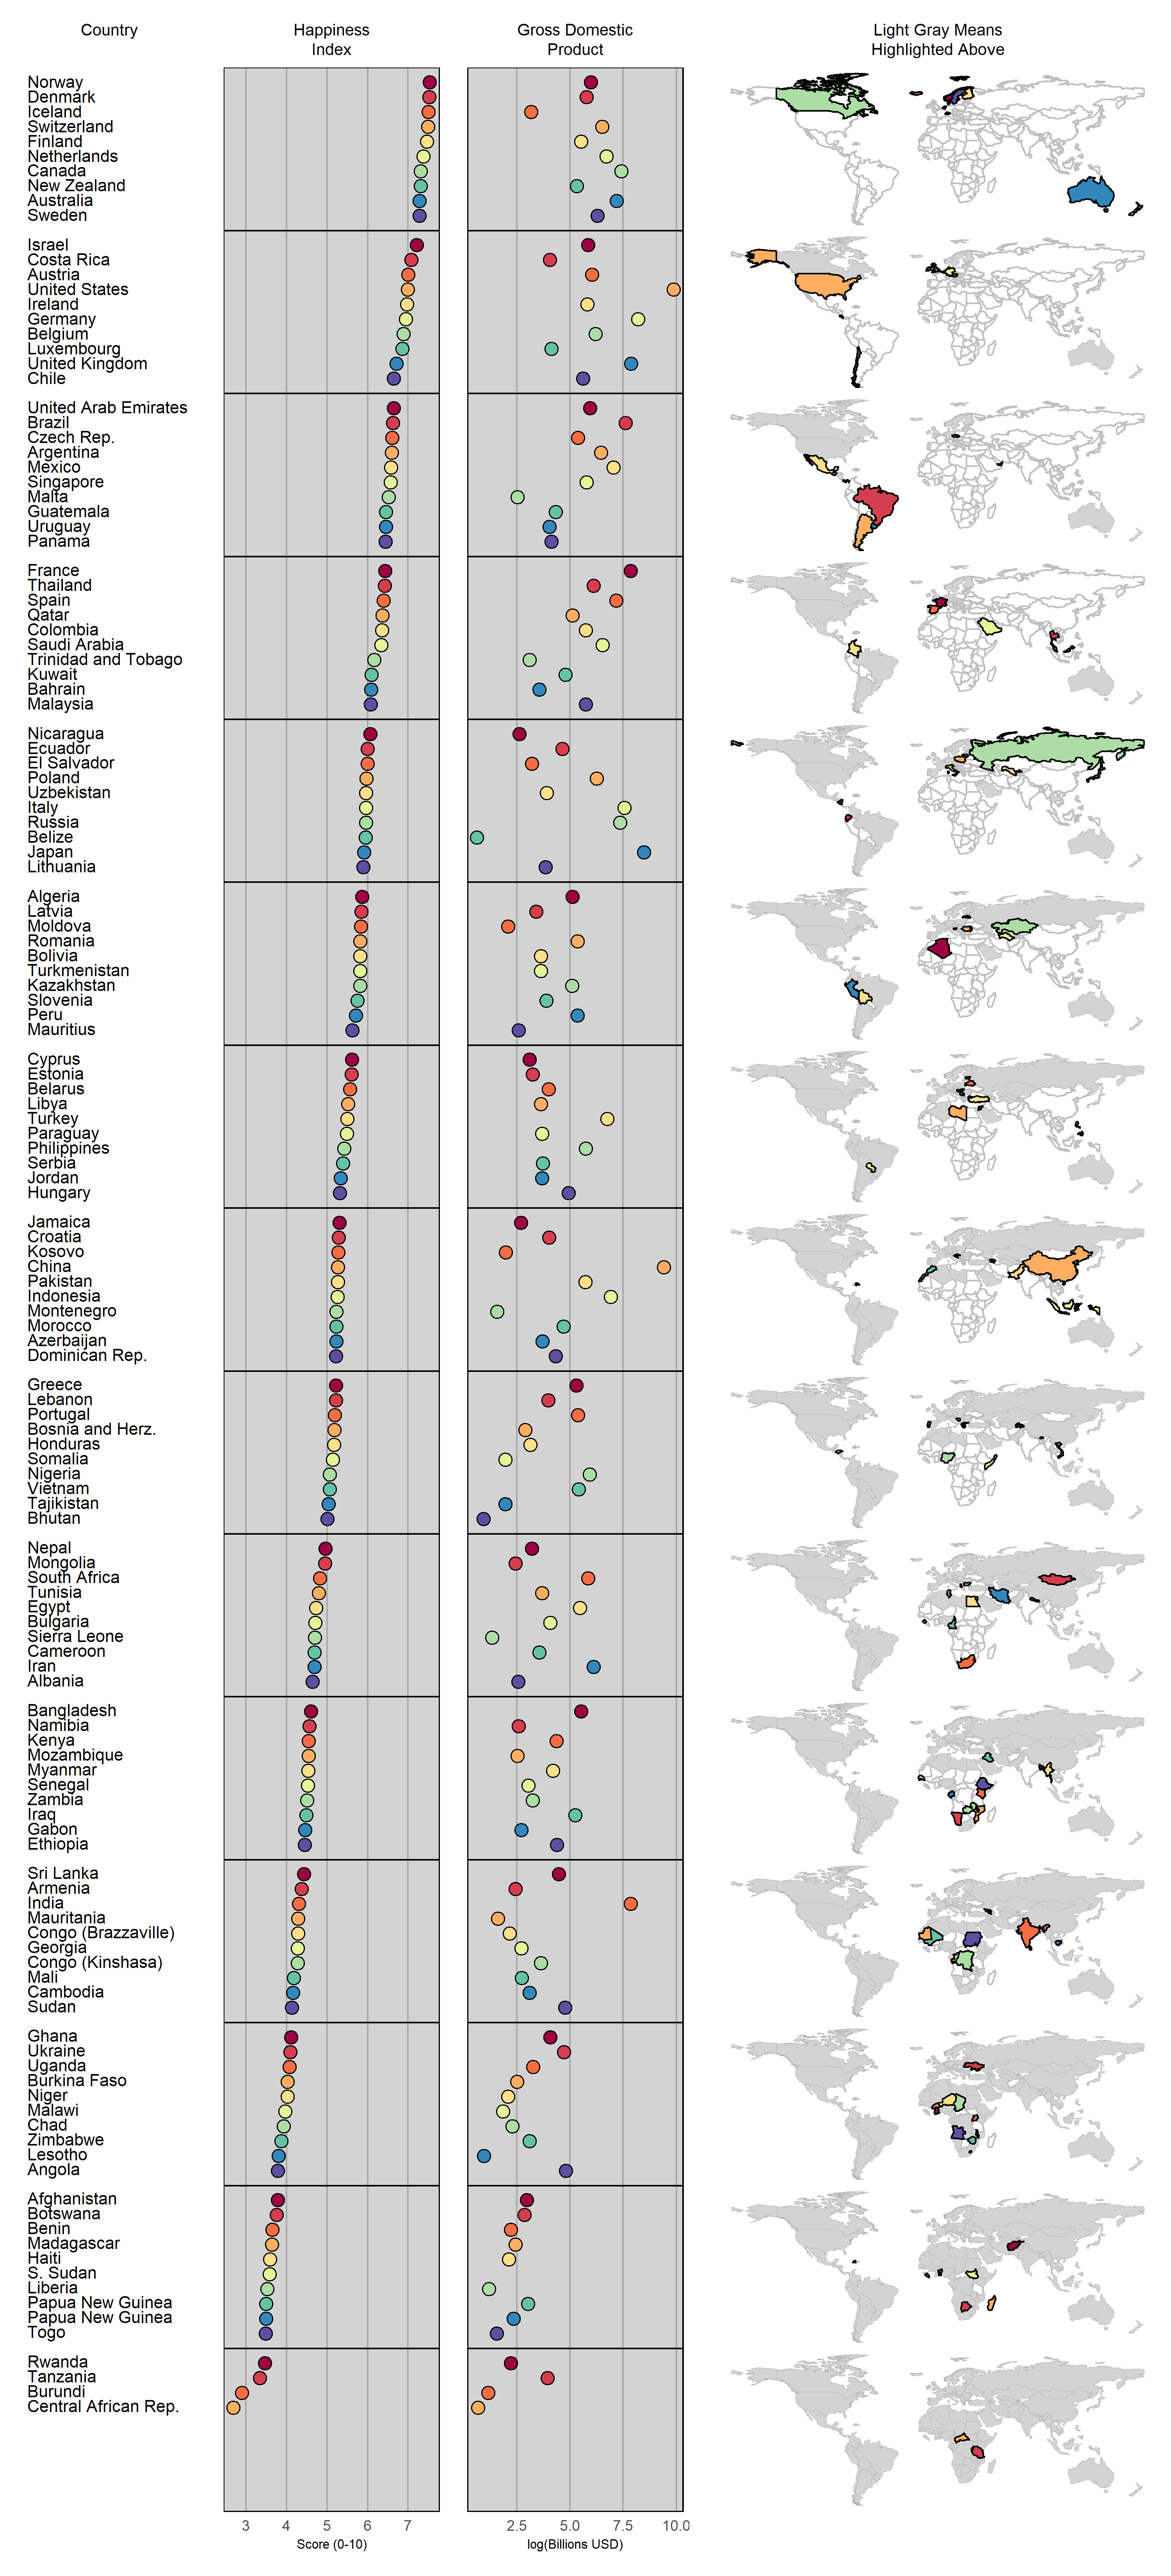 Country
Happiness
Index
Gross Domestic
Product
Light Gray Means
Highlighted Above
Norway
Denmark
Iceland
Switzerland
Finland
Netherlands
Canada
New Zealand
Australia
Sweden
Israel
Costa Rica
Austria
United States
Ireland
Germany
Belgium
Luxembourg
United Kingdom
Chile
United Arab Emirates
Brazil
Czech Rep.
Argentina
Mexico
Singapore
Malta
Guatemala
Uruguay
Panama
France
Thailand
Spain
Qatar
Colombia
Saudi Arabia
Trinidad and Tobago
Kuwait
Bahrain
Malaysia
Nicaragua
Ecuador
El Salvador
Poland
Uzbekistan
Italy
Russia
Belize
Japan
Lithuania
Algeria
Latvia
Moldova
Romania
Bolivia
Turkmenistan
Kazakhstan
Slovenia
Peru
Mauritius
Cyprus
Estonia
Belarus
Libya
Turkey
Paraguay
Philippines
Serbia
Jordan
Hungary
Jamaica
Croatia
Kosovo
China
Pakistan
Indonesia
Montenegro
Morocco
Azerbaijan
Dominican Rep.
Greece
Lebanon
Portugal
Bosnia and Herz.
Honduras
Somalia
Nigeria
Vietnam
Tajikistan
Bhutan
Nepal
Mongolia
South Africa
Tunisia
Egypt
Bulgaria
Sierra Leone
Cameroon
Iran
Albania
Bangladesh
Namibia
Kenya
Mozambique
Myanmar
Senegal
Zambia
Iraq
Gabon
Ethiopia
Sri Lanka
Armenia
India
Mauritania
Congo (Brazzaville)
Georgia
Congo (Kinshasa)
Mali
Cambodia
Sudan
Ghana
Ukraine
Uganda
Burkina Faso
Niger
Malawi
Chad
Zimbabwe
Lesotho
Angola
Afghanistan
Botswana
Benin
Madagascar
Haiti
S. Sudan
Liberia
Papua New Guinea
Papua New Guinea
Togo
Rwanda
Tanzania
Burundi
Central African Rep.
3 4 5 6 7
Score (0-10)
2.5 5.0 7.5 10.0
log(Billions USD)